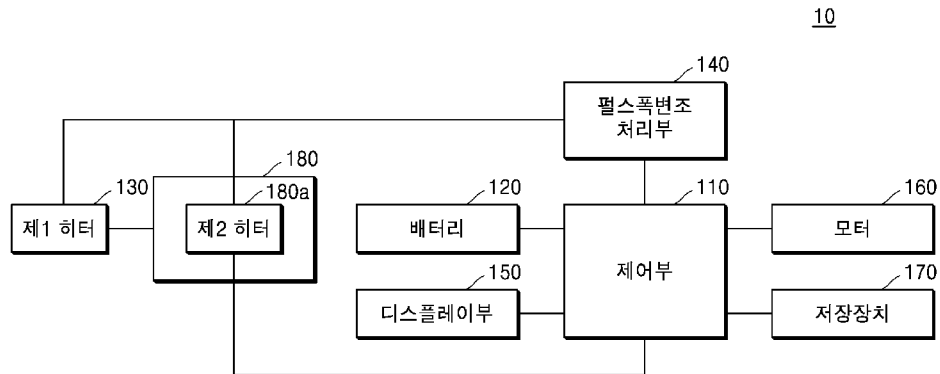 10
140
펄스폭변조
처리부
180
130
180a
120
110
160
제1 히터
제2 히터
배터리
제어부
모터
150
170
디스플레이부
저장장치